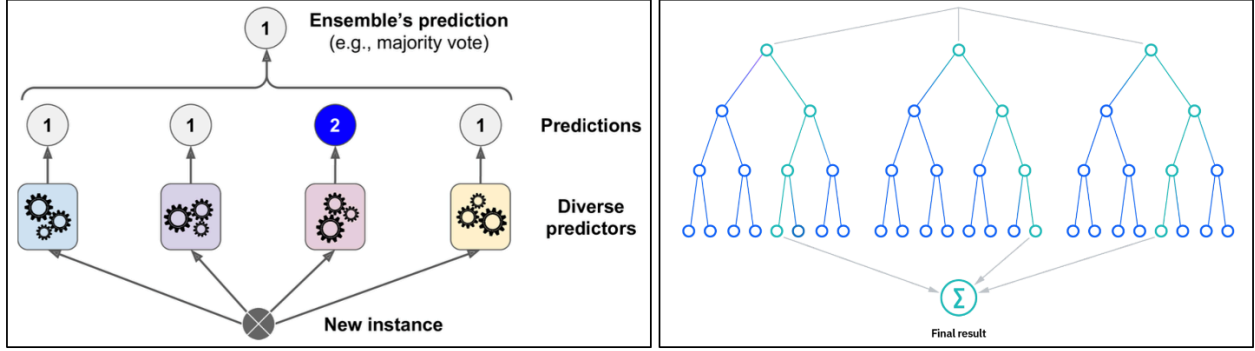 1
Ensemble's prediction
(e.g., majority vote)
1 1 2 1 Predictions
Diverse
predictors
New instance
Σ
Final result